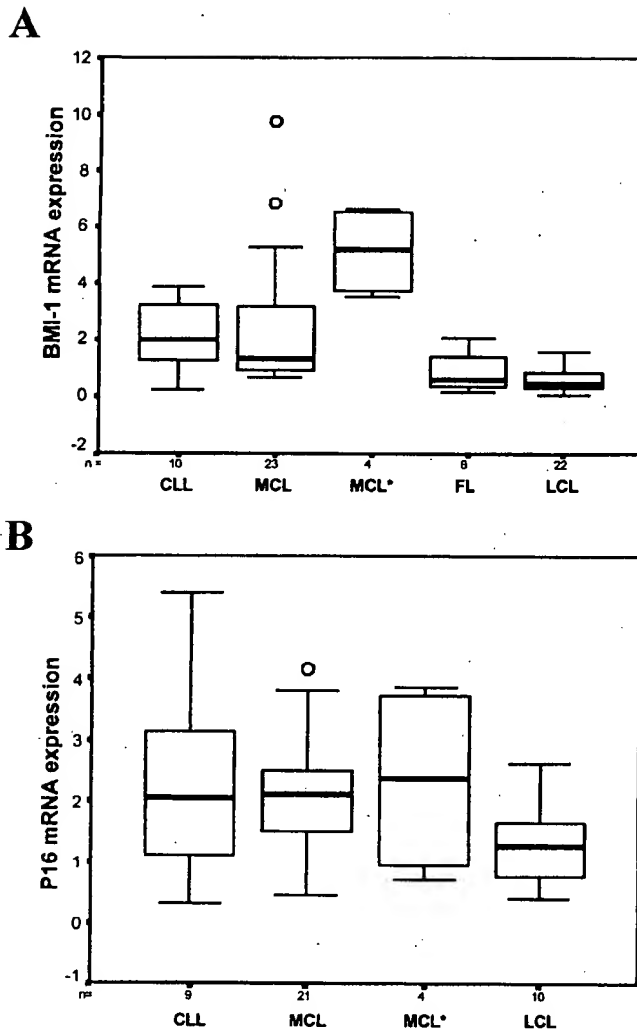 A
BMI-1 mRNA expression
12
10
8
6
4
2
0
-2
n = 10 23 4 8 22
CLL MCL MCL* FL LCL
B
P16 mRNA expression
6
5
4
3
2
1
0
-1
n= 9 21 4 10
CLL MCL MCL* LCL